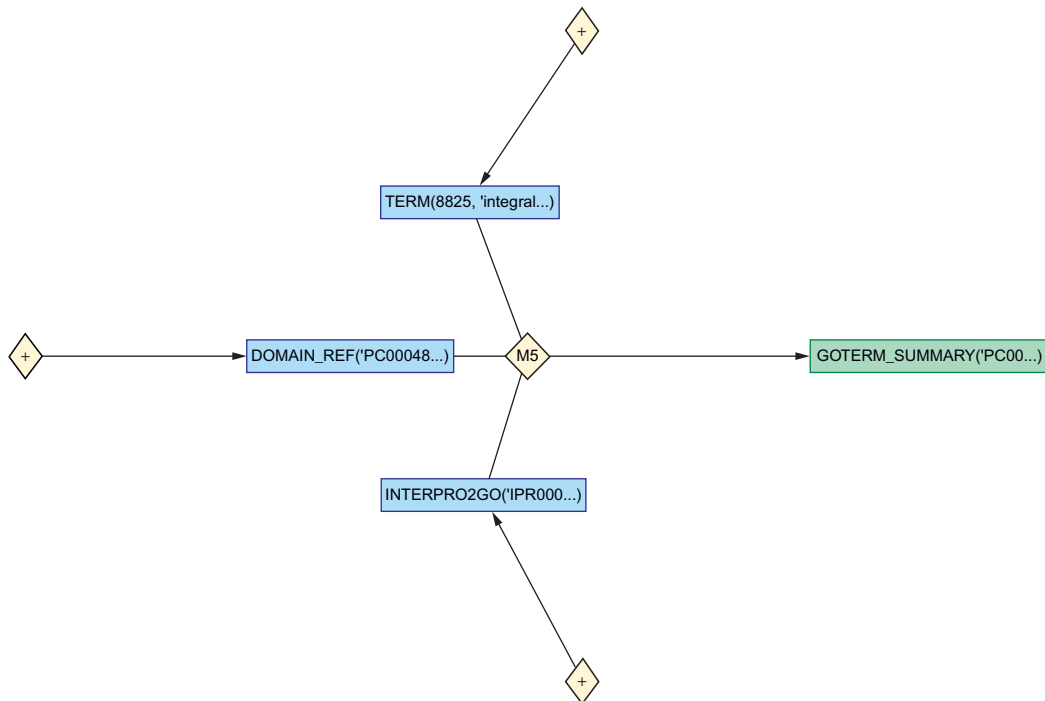 +
TERM(8825, 'integral...)
+
DOMAIN_REF('PC00048...)
M5
GOTERM_SUMMARY('PC00...)
INTERPRO2GO('IPR000...)
+